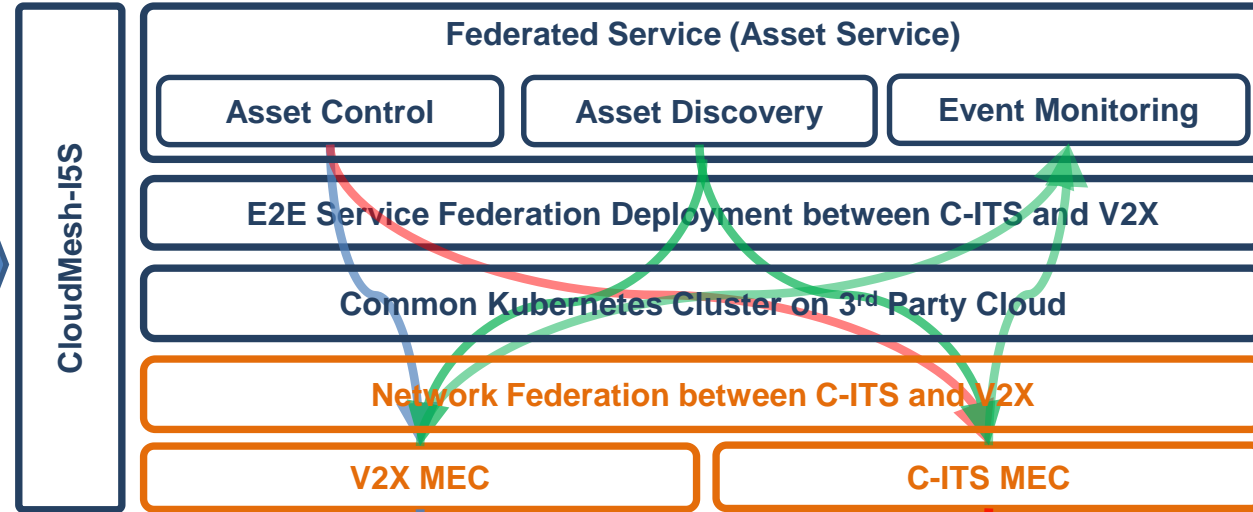 CloudMesh-I5S
Federated Service (Asset Service)
Asset Control
Asset Discovery
Event Monitoring
E2E Service Federation Deployment between C-ITS and V2X
Common Kubernetes Cluster on 3rd Party Cloud
Network Federation between C-ITS and V2X
V2X MEC
C-ITS MEC